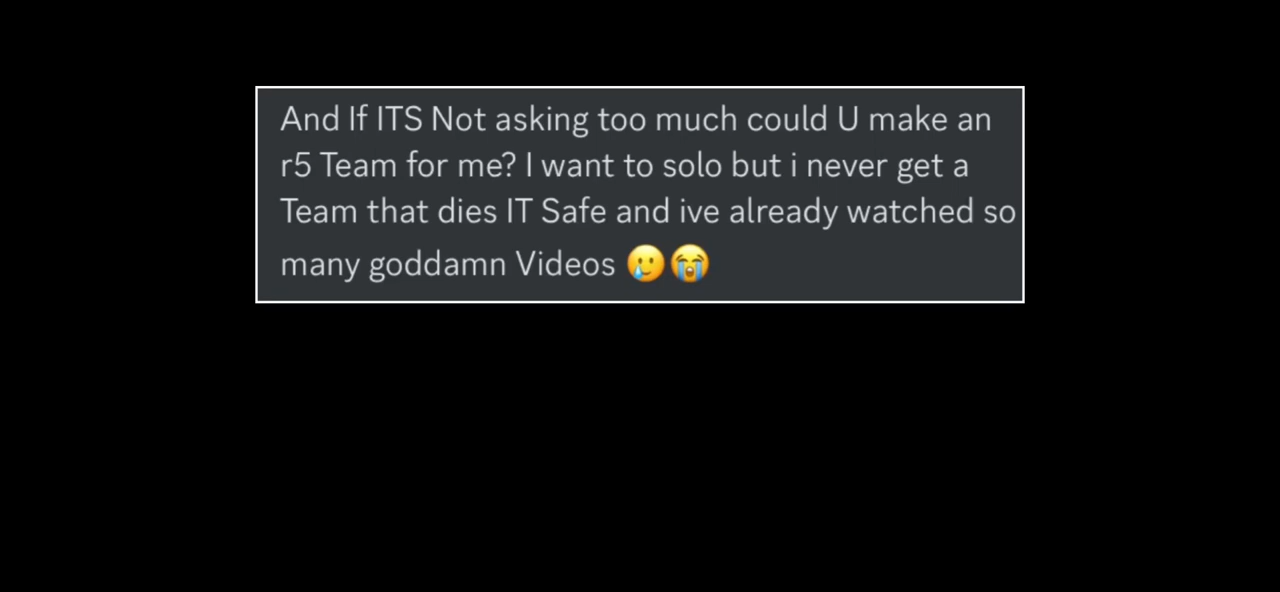 And If ITS Not asking too much could U make an
r5 Team for me? I want to solo but i never get a
Team that dies IT Safe and ive already watched so
many goddamn Videos 🥲😭